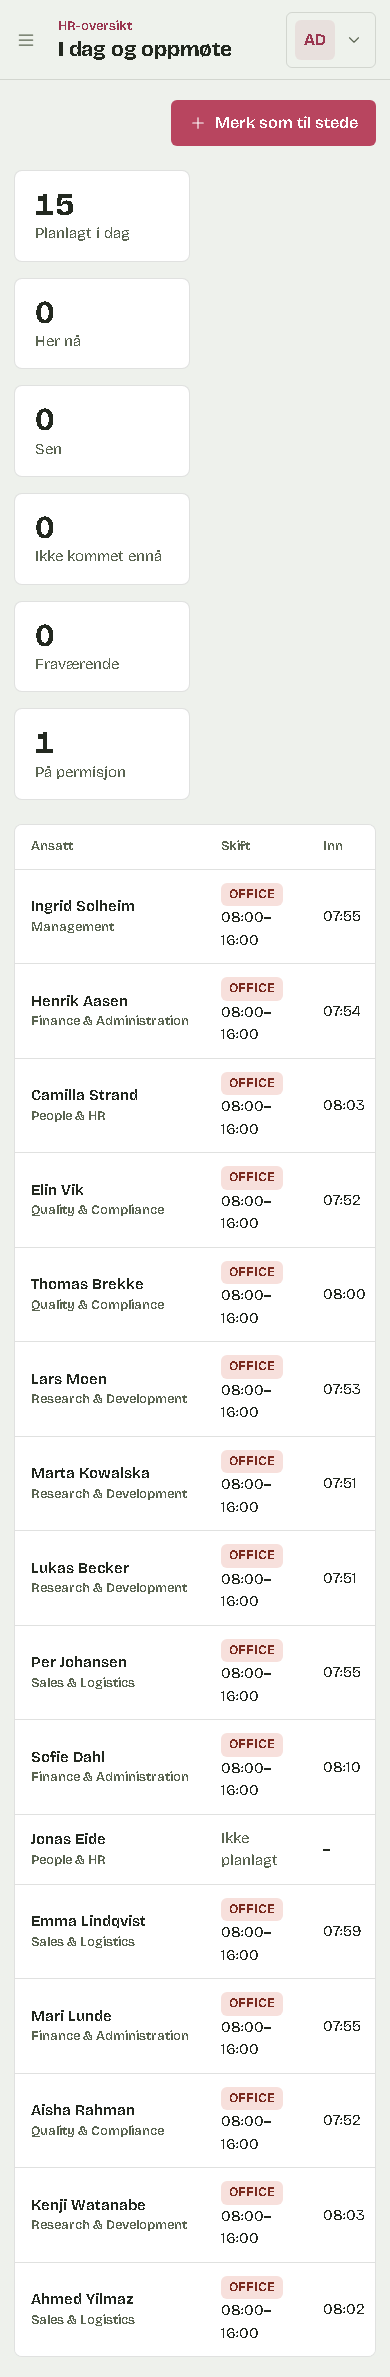 HR-oversikt
I dag og oppmøte
AD
Merk som til stede
15
Planlagt i dag
0
Her nå
0
Sen
0
Ikke kommet ennå
0
Fraværende
1
På permisjon
Ansatt Skift Inn
Ingrid Solheim
Management
OFFICE
08:00–
16:00
07:55
Henrik Aasen
Finance & Administration
OFFICE
08:00–
16:00
07:54
Camilla Strand
People & HR
OFFICE
08:00–
16:00
08:03
Elin Vik
Quality & Compliance
OFFICE
08:00–
16:00
07:52
Thomas Brekke
Quality & Compliance
OFFICE
08:00–
16:00
08:00
Lars Moen
Research & Development
OFFICE
08:00–
16:00
07:53
Marta Kowalska
Research & Development
OFFICE
08:00–
16:00
07:51
Lukas Becker
Research & Development
OFFICE
08:00–
16:00
07:51
Per Johansen
Sales & Logistics
OFFICE
08:00–
16:00
07:55
Sofie Dahl
Finance & Administration
OFFICE
08:00–
16:00
08:10
Jonas Eide
People & HR
Ikke
planlagt
–
Emma Lindqvist
Sales & Logistics
OFFICE
08:00–
16:00
07:59
Mari Lunde
Finance & Administration
OFFICE
08:00–
16:00
07:55
Aisha Rahman
Quality & Compliance
OFFICE
08:00–
16:00
07:52
Kenji Watanabe
Research & Development
OFFICE
08:00–
16:00
08:03
Ahmed Yilmaz
Sales & Logistics
OFFICE
08:00–
16:00
08:02